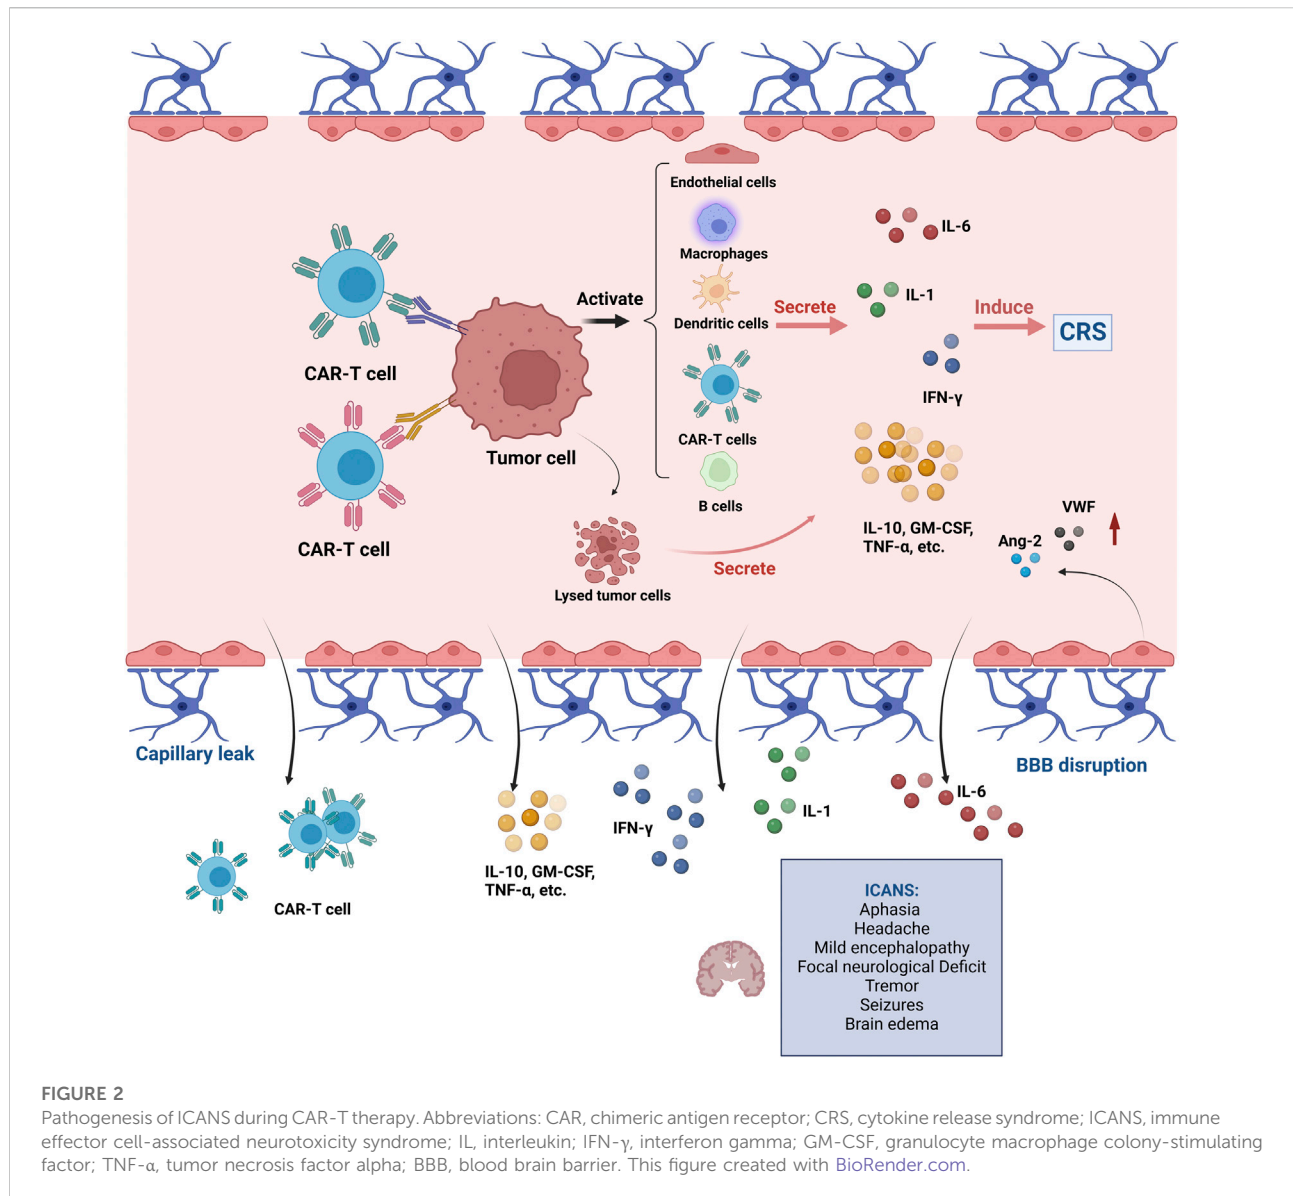 Endothelial cells
Macrophages
Dendritic cells
CAR-T cells
B cells
CAR-T cell
CAR-T cell
Tumor cell
Activate
Lysed tumor cells
Secrete
Secrete
IL-6
IL-1
IFN-γ
IL-10, GM-CSF,
TNF-α, etc.
Induce
CRS
VWF
Ang-2
Capillary leak
BBB disruption
CAR-T cell
IL-10, GM-CSF,
TNF-α, etc.
IFN-γ
IL-1
IL-6
ICANS:
Aphasia
Headache
Mild encephalopathy
Focal neurological Deficit
Tremor
Seizures
Brain edema
FIGURE 2
Pathogenesis of ICANS during CAR-T therapy. Abbreviations: CAR, chimeric antigen receptor; CRS, cytokine release syndrome; ICANS, immune
effector cell-associated neurotoxicity syndrome; IL, interleukin; IFN-γ, interferon gamma; GM-CSF, granulocyte macrophage colony-stimulating
factor; TNF-α, tumor necrosis factor alpha; BBB, blood brain barrier. This figure created with BioRender.com.